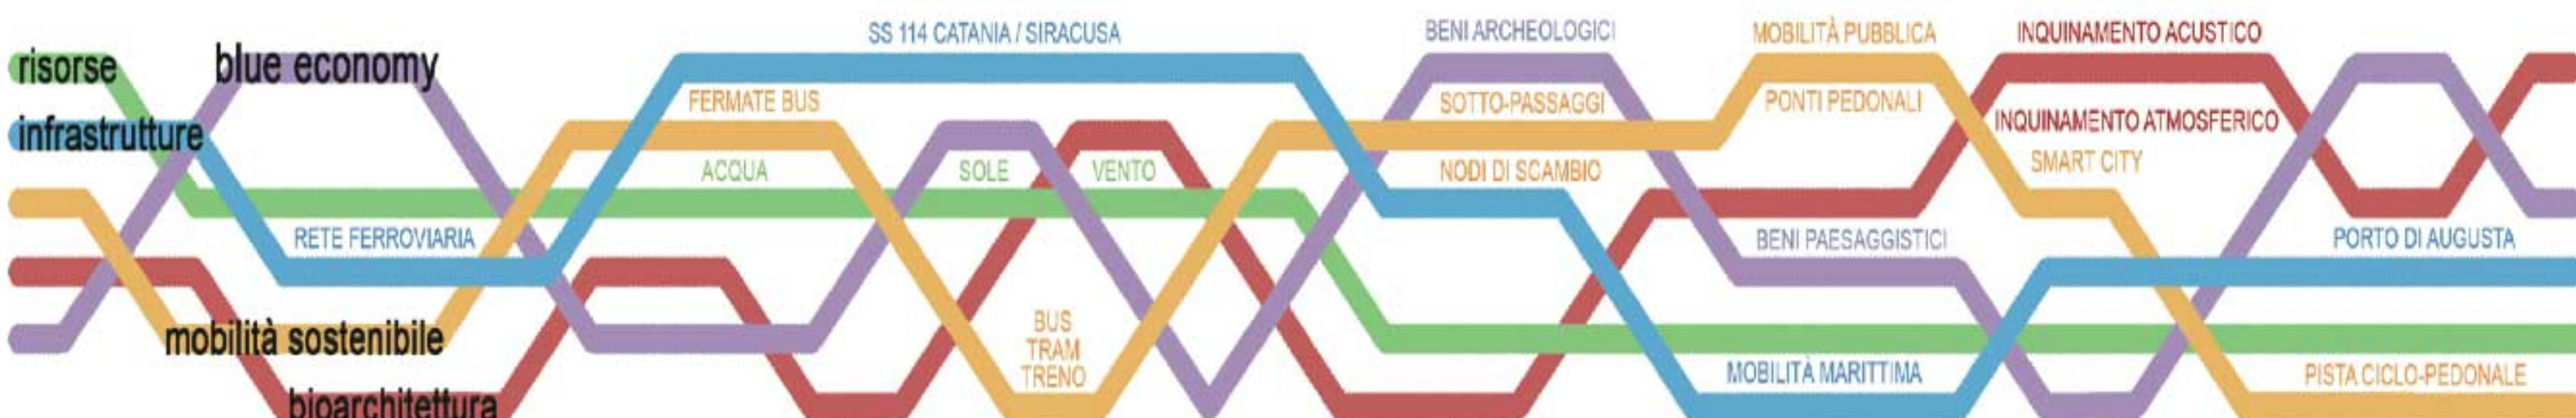 SS 114 CATANIA / SIRACUSA
BENI ARCHEOLOGICI
MOBILITÀ PUBBLICA
INQUINAMENTO ACUSTICO
risorse
blue economy
FERMATE BUS
SOTTO-PASSAGGI
PONTI PEDONALI
INQUINAMENTO ATMOSFERICO
infrastrutture
ACQUA
SOLE
VENTO
NODI DI SCAMBIO
SMART CITY
RETE FERROVIARIA
BENI PAESAGGISTICI
PORTO DI AUGUSTA
mobilità sostenibile
BUS
TRAM
TRENO
MOBILITÀ MARITTIMA
PISTA CICLO-PEDONALE
bioarchitettura